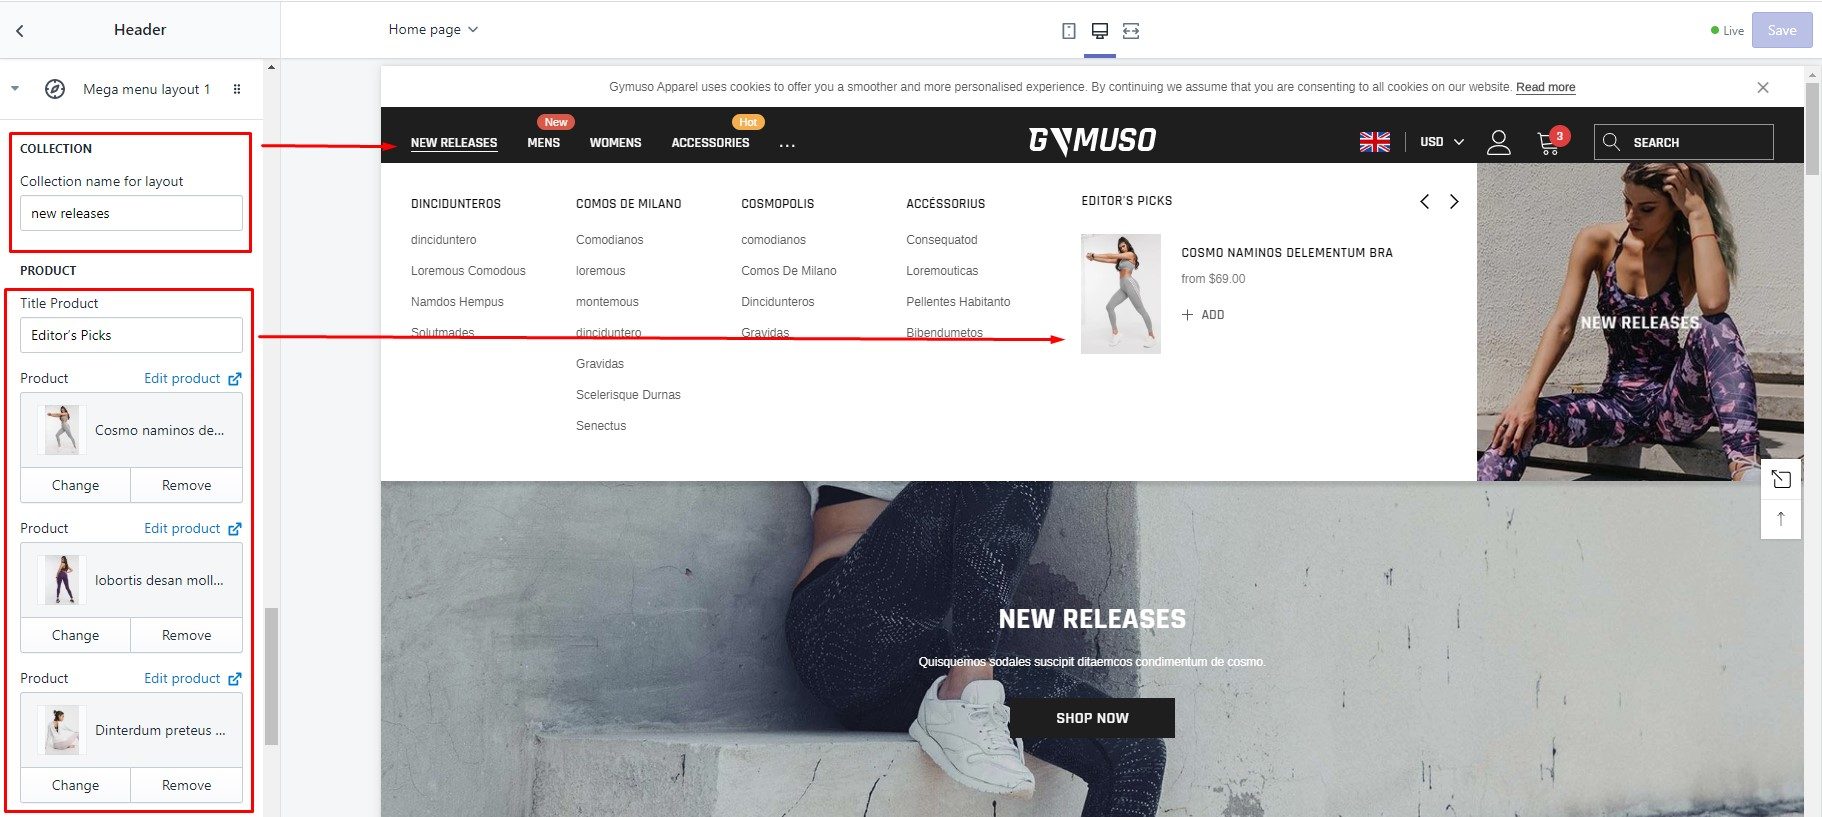 Header
Home page
Live
Save
Mega menu layout 1
COLLECTION
Collection name for layout
new releases
PRODUCT
Title Product
Editor's Picks
Product Edit product
Cosmo naminos de...
Change Remove
Product Edit product
lobortis desan moll...
Change Remove
Product Edit product
Dinterdum preteus ...
Change Remove
Gymuso Apparel uses cookies to offer you a smoother and more personalised experience. By continuing we assume that you are consenting to all cookies on our website. Read more
New
Hot
NEW RELEASES MENS WOMENS ACCESSORIES ...
GYMUSO
USD
3
SEARCH
DINCIDUNTEROS
dinciduntero
Loremous Comodous
Namdos Hempus
Solutmades
COMOS DE MILANO
Comodianos
loremous
montemous
dinciduntero
Gravidas
Scelerisque Durnas
Senectus
COSMOPOLIS
comodianos
Comos De Milano
Dincidunteros
Gravidas
ACCÉSSORIUS
Consequatod
Loremouticas
Pellentes Habitanto
Bibendumetos
EDITOR'S PICKS
COSMO NAMINOS DELEMENTUM BRA
from $69.00
ADD
NEW RELEASES
NEW RELEASES
Quisquemos sodales suscipit ditaemcos condimentum de cosmo.
SHOP NOW